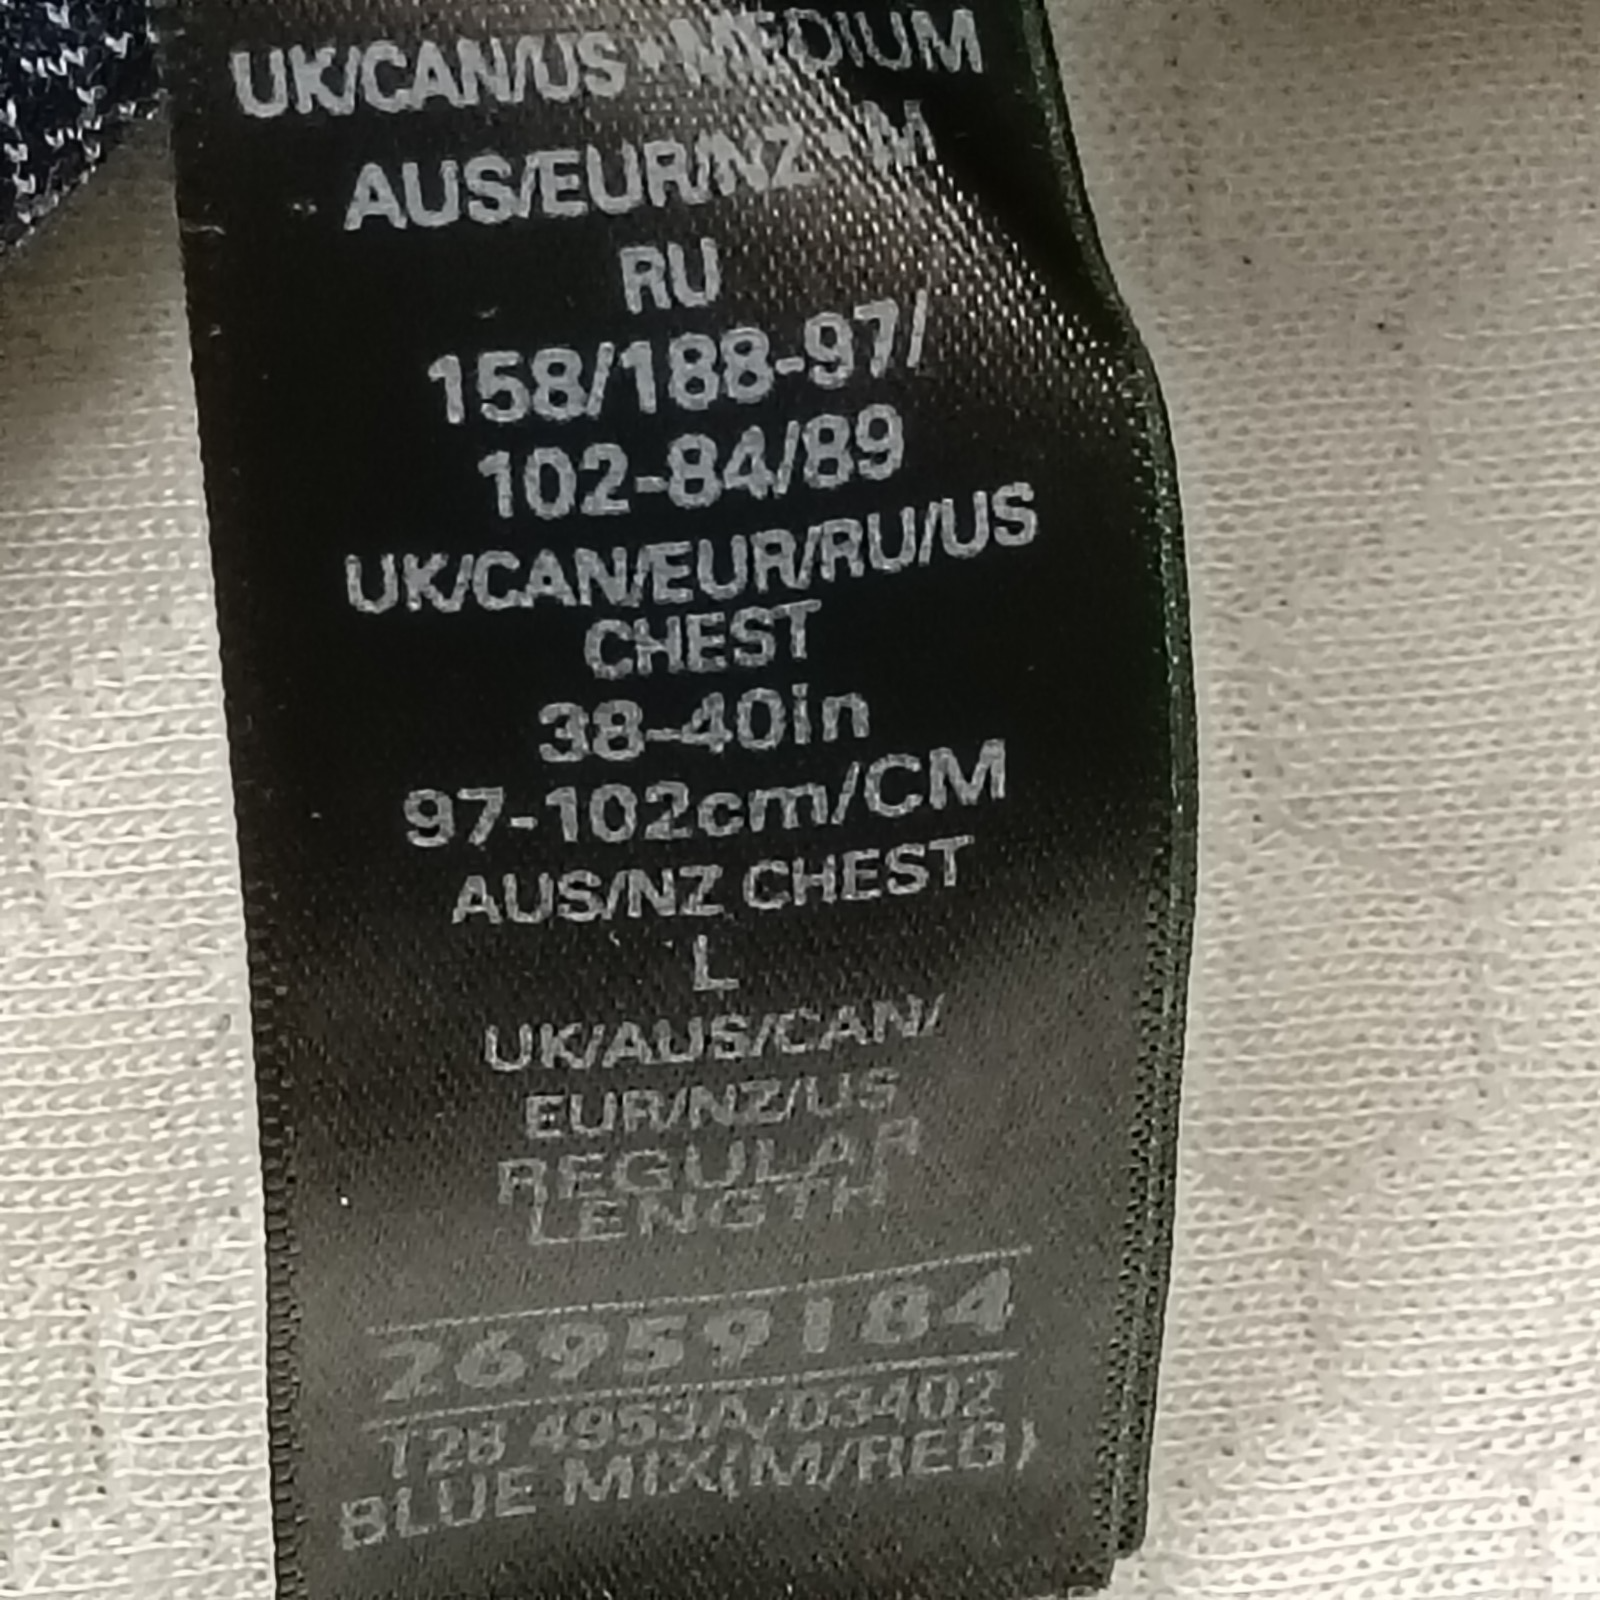 UK/CAN/US • MEDIUM
AUS/EUR/NZ • M
RU
158/188-97/
102-84/89
UK/CAN/EUR/RU/US
CHEST
38-40in
97-102cm/CM
AUS/NZ CHEST
L
UK/AUS/CAN/
EUR/NZ/US
REGULAR
LENGTH
26959184
T28 4953A/03402
BLUE MIX(M/REG)